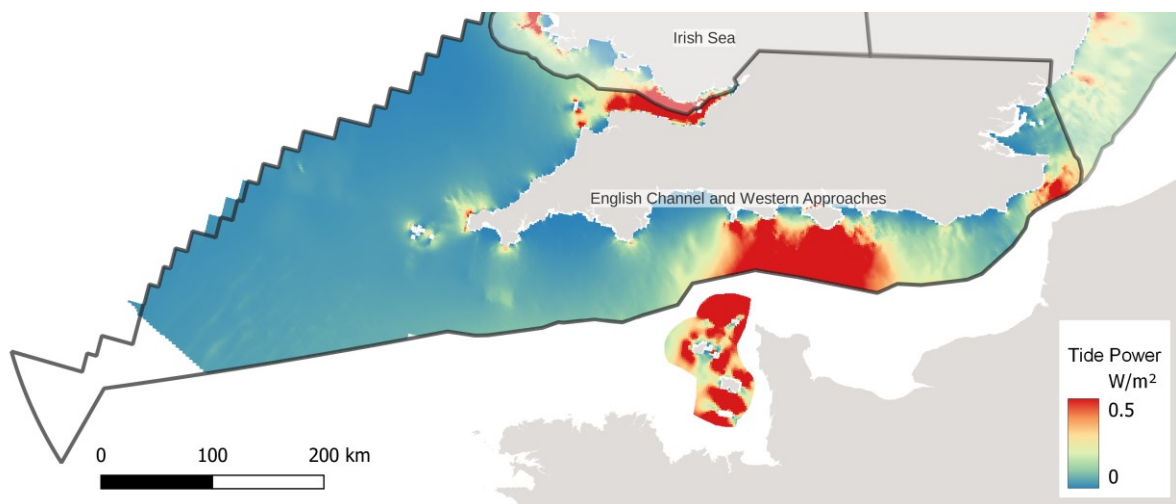 Irish Sea
English Channel and Western Approaches
Tide Power
W/m²
0.5
0
0 100 200 km